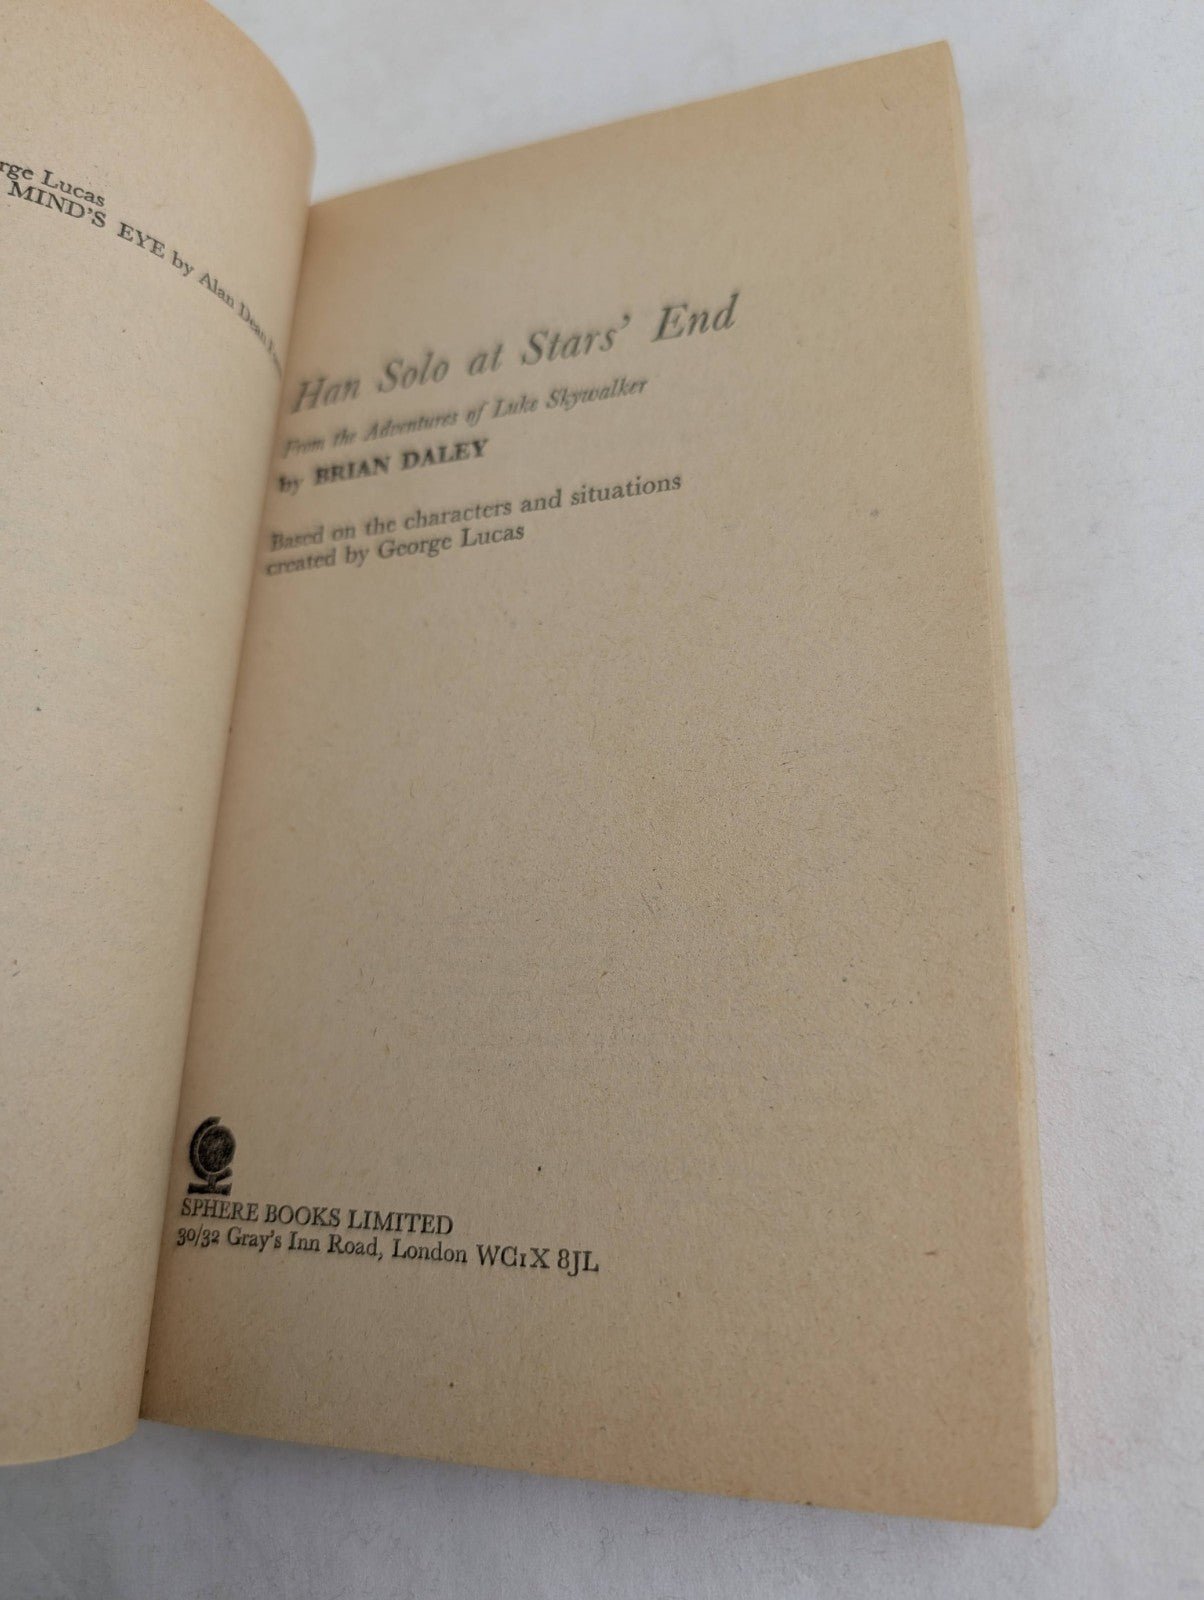 rge Lucas
MIND'S EYE by Alan Dean
Han Solo at Stars' End
From the Adventures of Luke Skywalker
by BRIAN DALEY
Based on the characters and situations
created by George Lucas
SPHERE BOOKS LIMITED
30/32 Gray's Inn Road, London WC1X 8JL